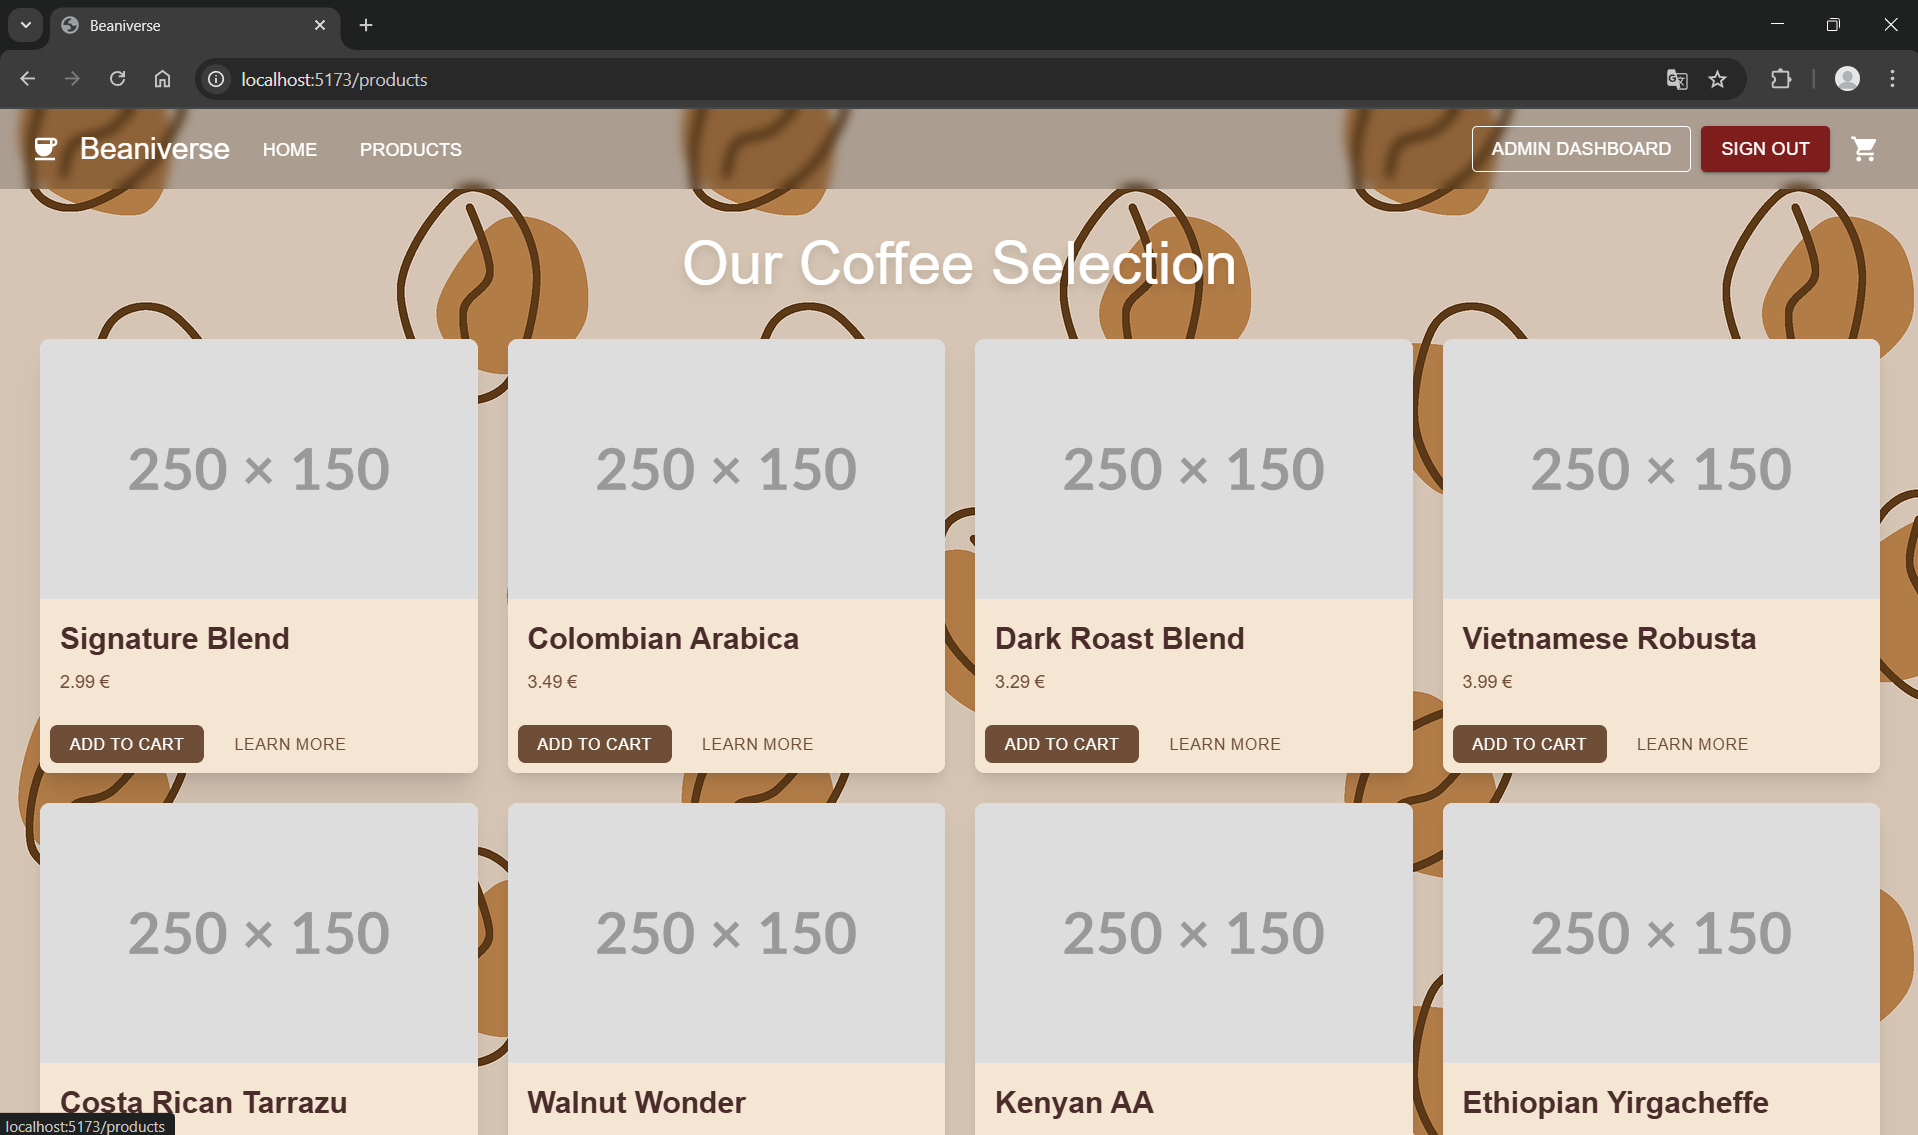 Beaniverse
localhost:5173/products
Beaniverse HOME PRODUCTS ADMIN DASHBOARD SIGN OUT
Our Coffee Selection
250 × 150 250 × 150 250 × 150 250 × 150
Signature Blend Colombian Arabica Dark Roast Blend Vietnamese Robusta
2.99 € 3.49 € 3.29 € 3.99 €
ADD TO CART LEARN MORE ADD TO CART LEARN MORE ADD TO CART LEARN MORE ADD TO CART LEARN MORE
250 × 150 250 × 150 250 × 150 250 × 150
Costa Rican Tarrazu Walnut Wonder Kenyan AA Ethiopian Yirgacheffe
localhost:5173/products